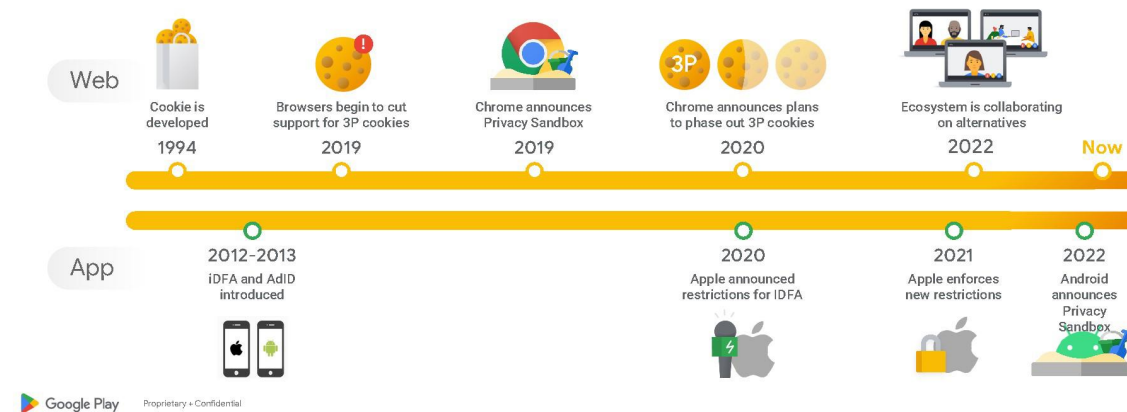 Web
3P
Cookie is
developed
1994
Browsers begin to cut
support for 3P cookies
2019
Chrome announces
Privacy Sandbox
2019
Chrome announces plans
to phase out 3P cookies
2020
Ecosystem is collaborating
on alternatives
2022
Now
App
2012-2013
iDFA and AdID
introduced
2020
Apple announced
restrictions for IDFA
2021
Apple enforces
new restrictions
2022
Android
announces
Privacy
Sandbox
Google Play
Proprietary + Confidential